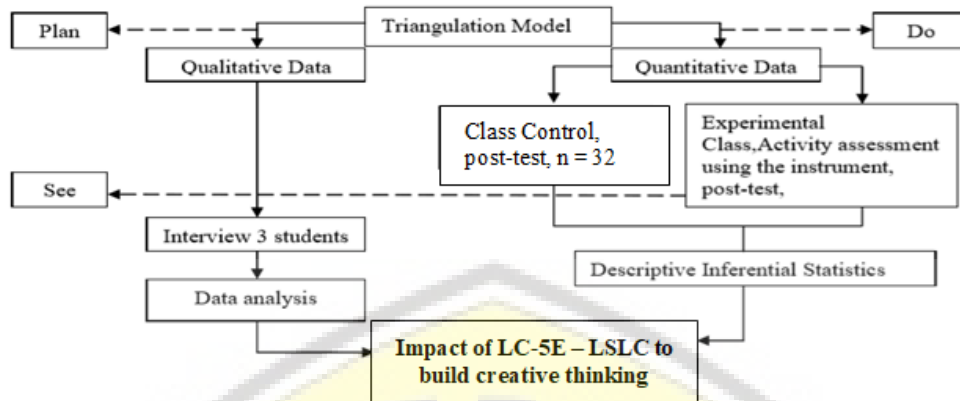 Triangulation Model
Plan
Do
Qualitative Data
Quantitative Data
Class Control,
post-test, n = 32
Experimental
Class,Activity assessment
using the instrument,
post-test,
See
Interview 3 students
Descriptive Inferential Statistics
Data analysis
Impact of LC-5E – LSLC to
build creative thinking